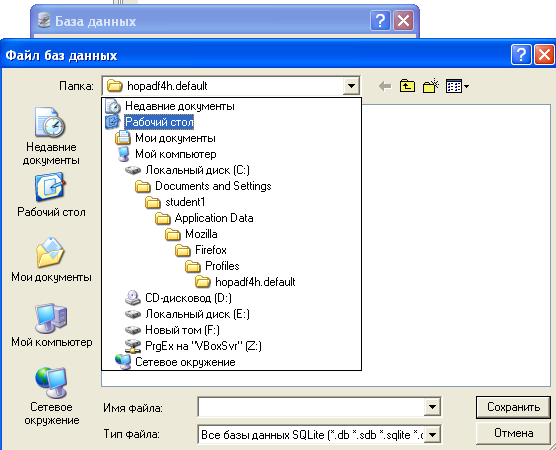 База данных
Файл баз данных
Папка:
hopadf4h.default
Недавние документы
Рабочий стол
Мои документы
Мой компьютер
Локальный диск (C:)
Documents and Settings
student1
Application Data
Mozilla
Firefox
Profiles
hopadf4h.default
CD-дисковод (D:)
Локальный диск (E:)
Новый том (F:)
PrgEx на "VBoxSvr" (Z:)
Сетевое окружение
Недавние
документы
Рабочий стол
Мои документы
Мой компьютер
Сетевое
окружение
Имя файла:
Сохранить
Тип файла:
Все базы данных SQLite (*.db *.sdb *.sqlite *.
Отмена